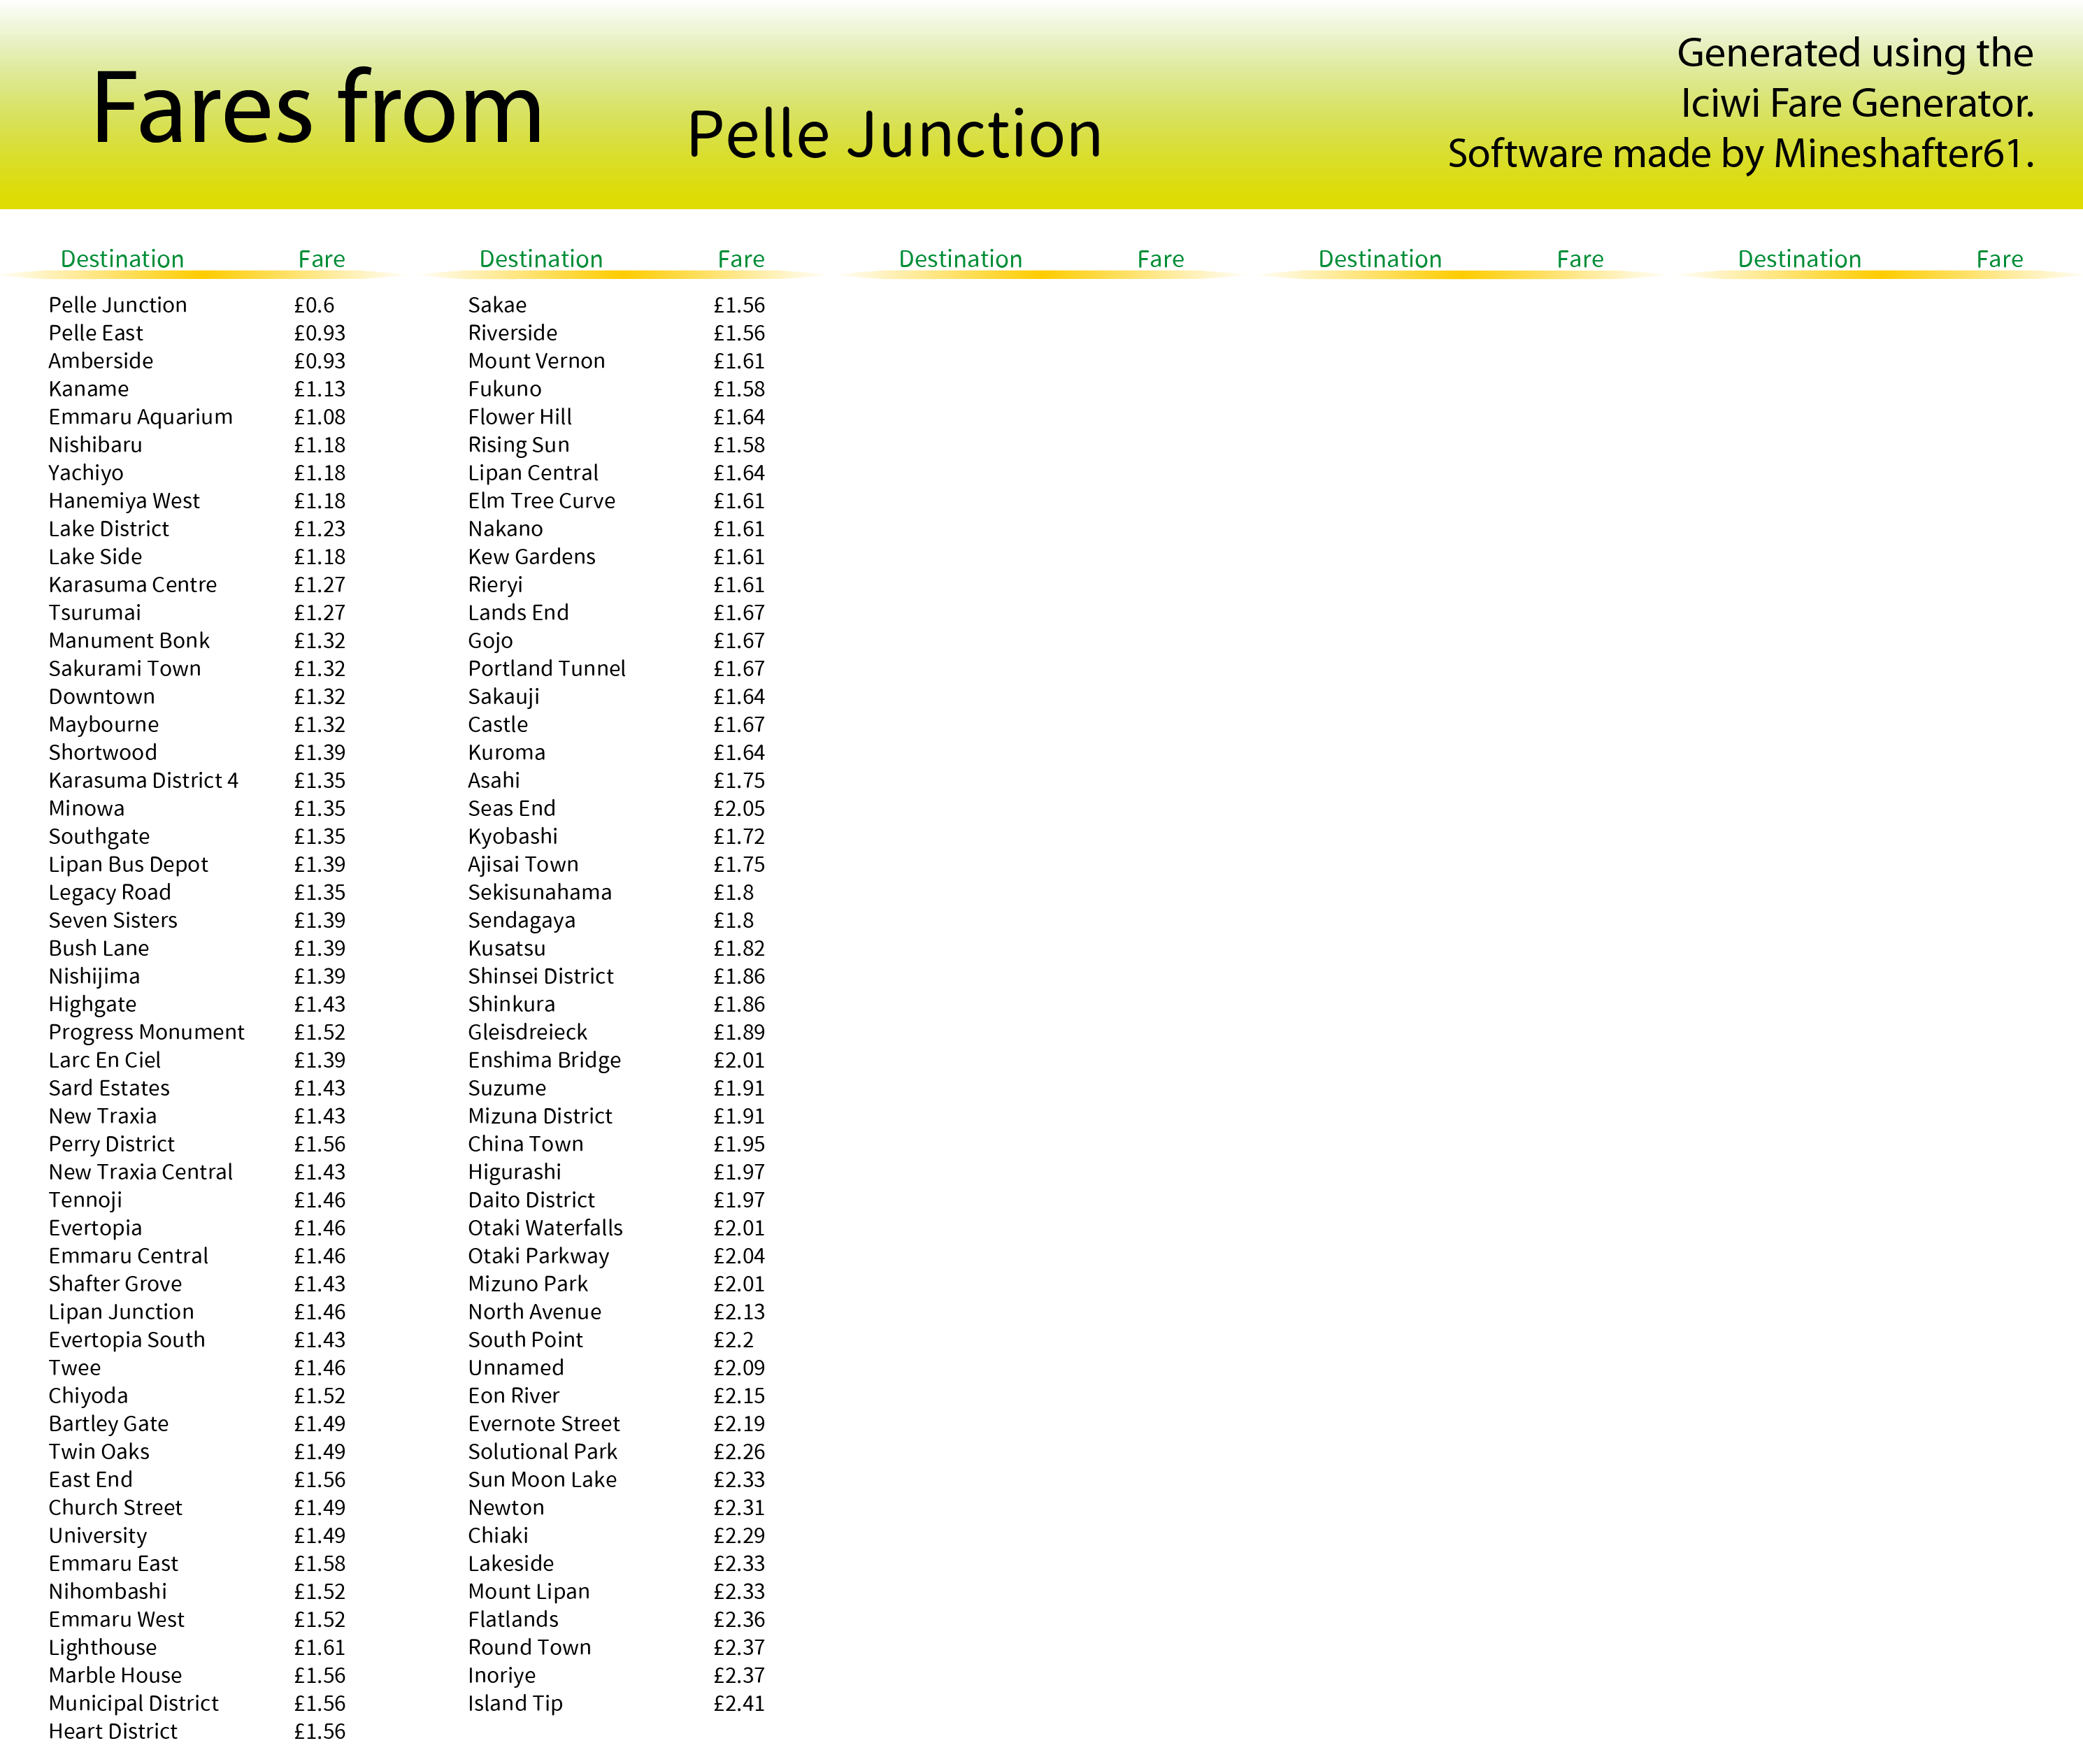 Fares from
Pelle Junction
Generated using the
Iciwi Fare Generator.
Software made by Mineshafter61.
Destination Fare Destination Fare Destination Fare Destination Fare Destination Fare
Pelle Junction £0.6
Pelle East £0.93
Amberside £0.93
Kaname £1.13
Emmaru Aquarium £1.08
Nishibaru £1.18
Yachiyo £1.18
Hanemiya West £1.18
Lake District £1.23
Lake Side £1.18
Karasuma Centre £1.27
Tsurumai £1.27
Manument Bonk £1.32
Sakurami Town £1.32
Downtown £1.32
Maybourne £1.32
Shortwood £1.39
Karasuma District 4 £1.35
Minowa £1.35
Southgate £1.35
Lipan Bus Depot £1.39
Legacy Road £1.35
Seven Sisters £1.39
Bush Lane £1.39
Nishijima £1.39
Highgate £1.43
Progress Monument £1.52
Larc En Ciel £1.39
Sard Estates £1.43
New Traxia £1.43
Perry District £1.56
New Traxia Central £1.43
Tennoji £1.46
Evertopia £1.46
Emmaru Central £1.46
Shafter Grove £1.43
Lipan Junction £1.46
Evertopia South £1.43
Twee £1.46
Chiyoda £1.52
Bartley Gate £1.49
Twin Oaks £1.49
East End £1.56
Church Street £1.49
University £1.49
Emmaru East £1.58
Nihombashi £1.52
Emmaru West £1.52
Lighthouse £1.61
Marble House £1.56
Municipal District £1.56
Heart District £1.56
Sakae £1.56
Riverside £1.56
Mount Vernon £1.61
Fukuno £1.58
Flower Hill £1.64
Rising Sun £1.58
Lipan Central £1.64
Elm Tree Curve £1.61
Nakano £1.61
Kew Gardens £1.61
Rieryi £1.61
Lands End £1.67
Gojo £1.67
Portland Tunnel £1.67
Sakauji £1.64
Castle £1.67
Kuroma £1.64
Asahi £1.75
Seas End £2.05
Kyobashi £1.72
Ajisai Town £1.75
Sekisunahama £1.8
Sendagaya £1.8
Kusatsu £1.82
Shinsei District £1.86
Shinkura £1.86
Gleisdreieck £1.89
Enshima Bridge £2.01
Suzume £1.91
Mizuna District £1.91
China Town £1.95
Higurashi £1.97
Daito District £1.97
Otaki Waterfalls £2.01
Otaki Parkway £2.04
Mizuno Park £2.01
North Avenue £2.13
South Point £2.2
Unnamed £2.09
Eon River £2.15
Evernote Street £2.19
Solutional Park £2.26
Sun Moon Lake £2.33
Newton £2.31
Chiaki £2.29
Lakeside £2.33
Mount Lipan £2.33
Flatlands £2.36
Round Town £2.37
Inoriye £2.37
Island Tip £2.41